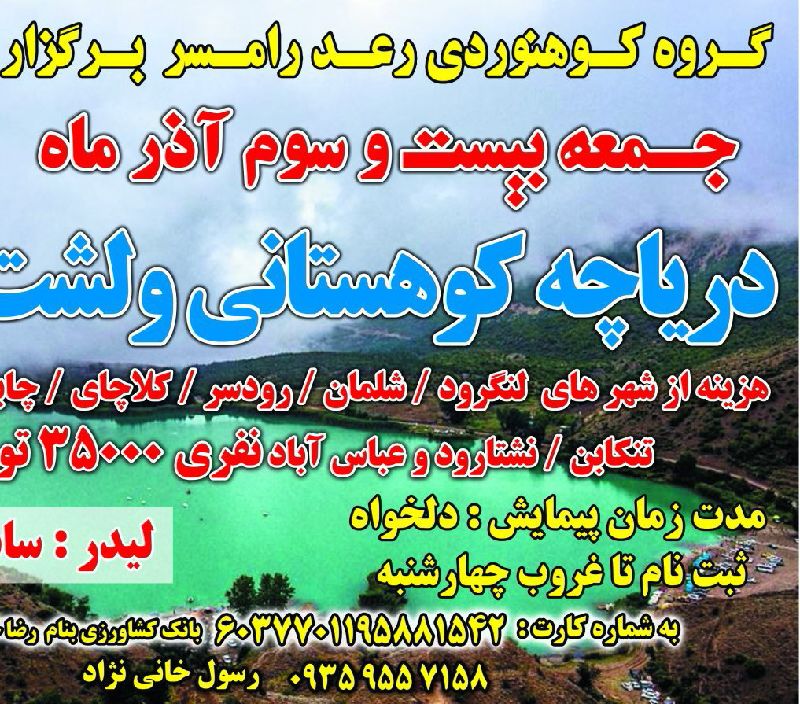 گروه کوهنوردی رعد رامسر برگزار
جمعه بیست و سوم آذر ماه
دریاچه کوهستانی ولشت
هزینه از شهر های لنگرود / شلمان / رودسر / کلاچای / چاب
تنکابن / نشتارود و عباس آباد نفری ۳۵۰۰۰ تو
مدت زمان پیمایش : دلخواه
لیدر : سا
ثبت نام تا غروب چهارشنبه
به شماره کارت : ۶۰۳۷۷۰۱۱۹۵۸۸۱۵۴۲ بانک کشاورزی بنام رضا
۰۹۳۵ ۹۵۵ ۷۱۵۸ رسول خانی نژاد